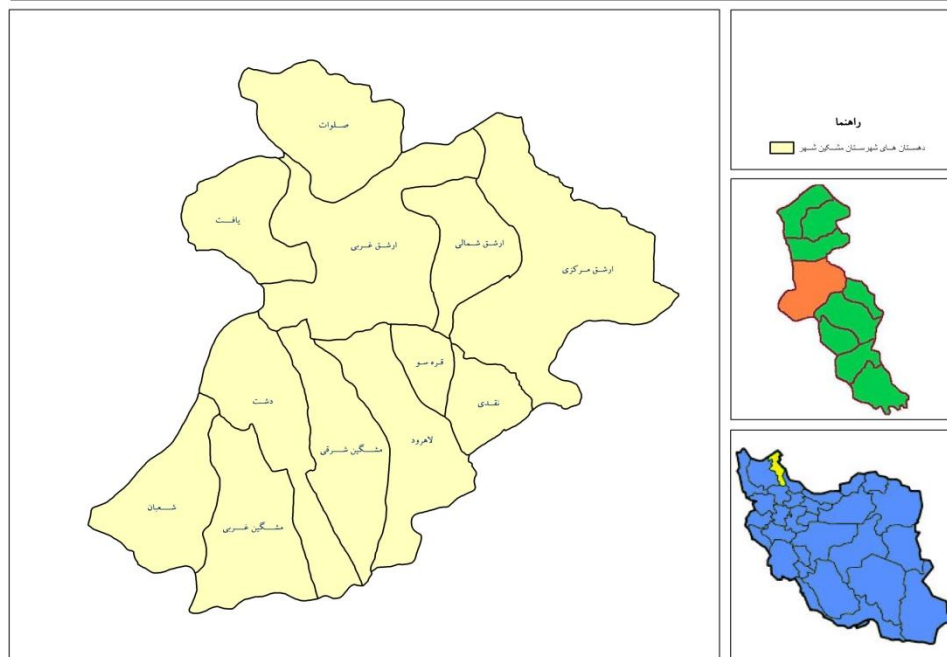 راهنما
دهستان های شهرستان مشکین شهر
صلوات
یافت
ارشق غربی
ارشق شمالی
ارشق مرکزی
قره سو
نقدی
دشت
لاهرود
مشگین شرقی
شعبان
مشگین غربی